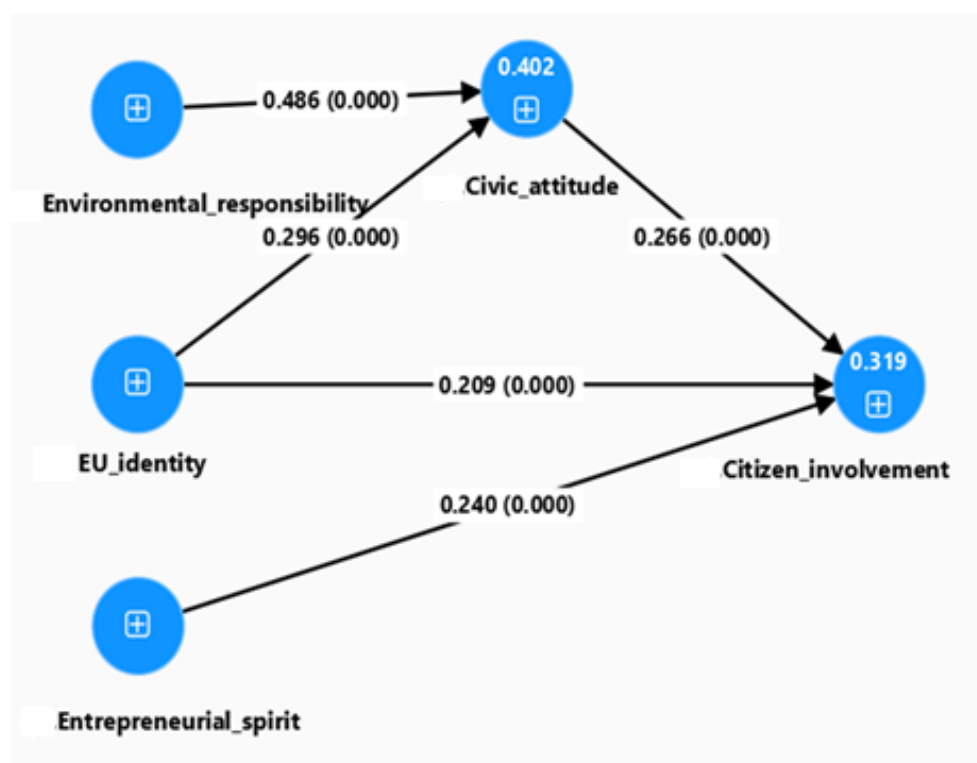 0.402
0.486 (0.000)
Civic_attitude
Environmental_responsibility
0.296 (0.000)
0.266 (0.000)
0.319
0.209 (0.000)
EU_identity
.Citizen_involvement
0.240 (0.000)
.Entrepreneurial_spirit